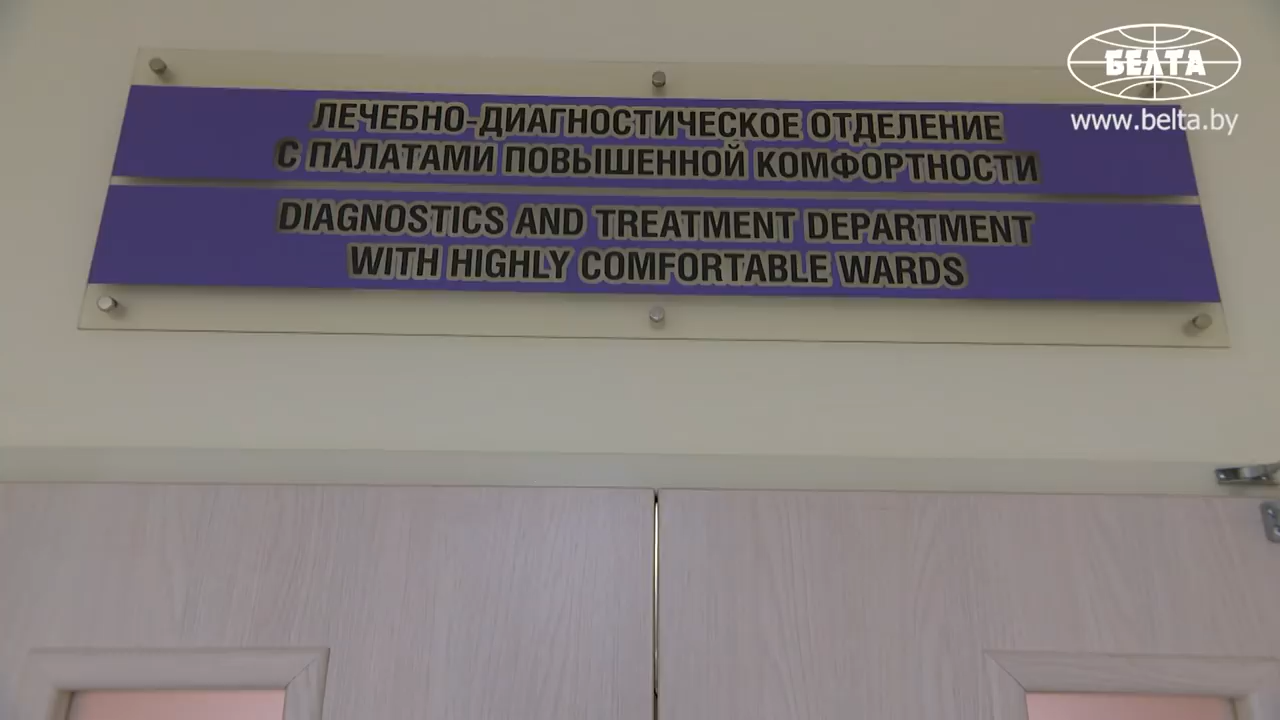 БЕЛТА
www.belta.by
ЛЕЧЕБНО-ДИАГНОСТИЧЕСКОЕ ОТДЕЛЕНИЕ
С ПАЛАТАМИ ПОВЫШЕННОЙ КОМФОРТНОСТИ
DIAGNOSTICS AND TREATMENT DEPARTMENT
WITH HIGHLY COMFORTABLE WARDS